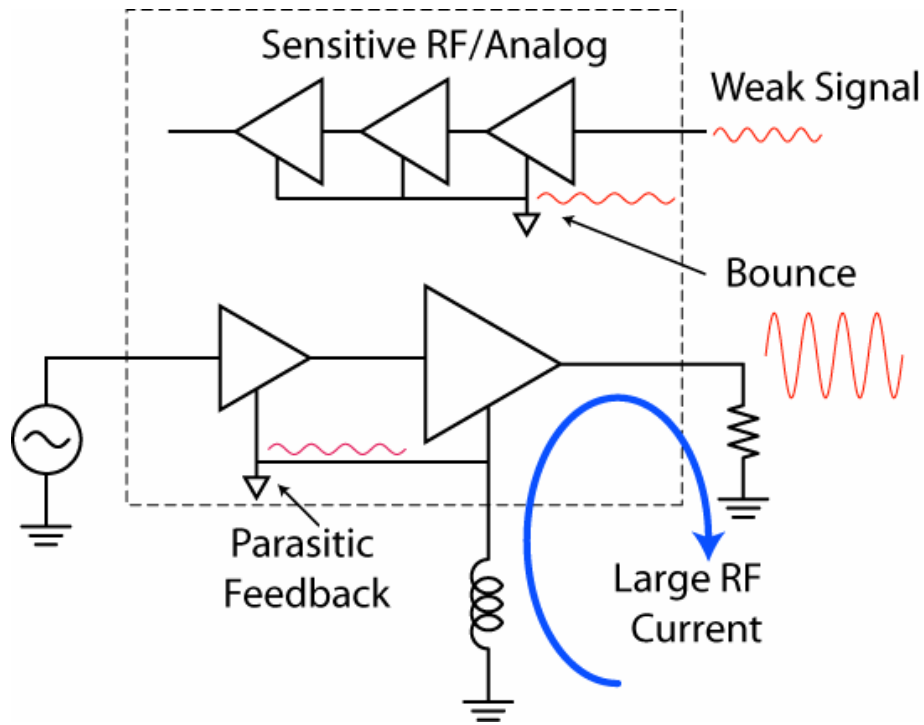 Sensitive RF/Analog
Weak Signal
Bounce
Parasitic
Feedback
Large RF
Current